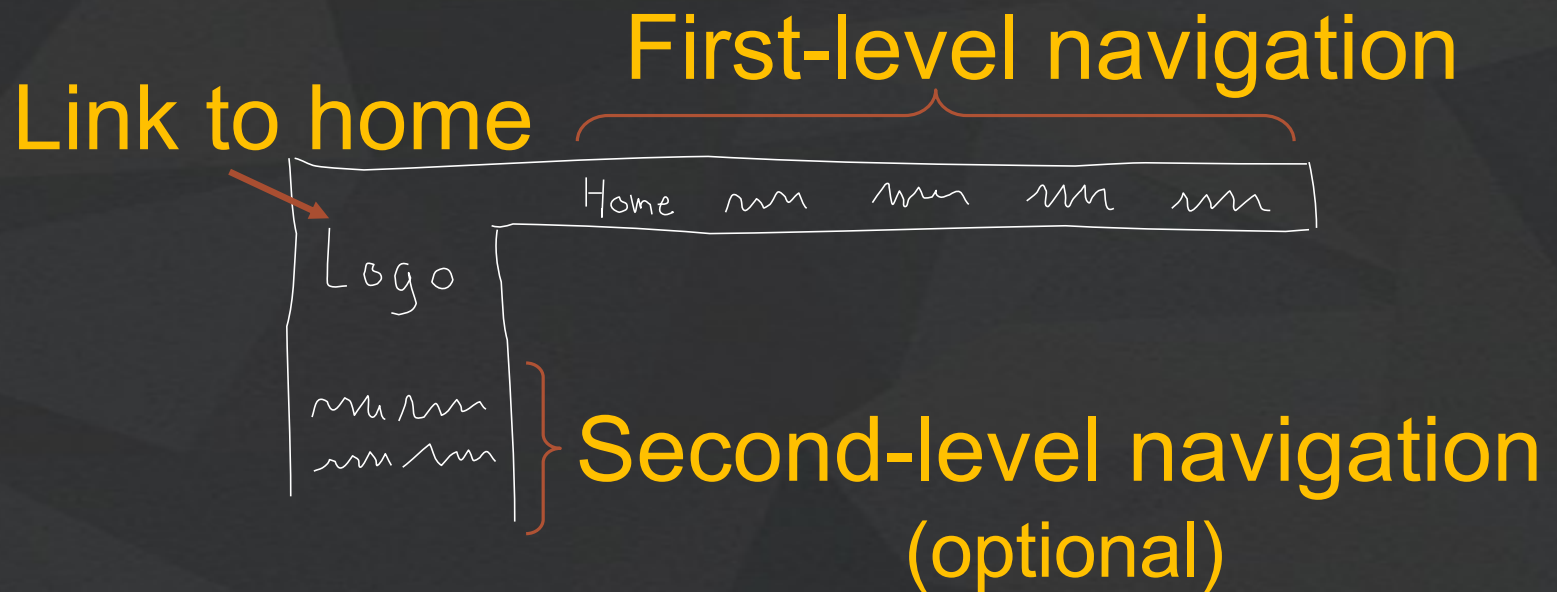 First-level navigation
Link to home
Home
Logo
Second-level navigation
(optional)